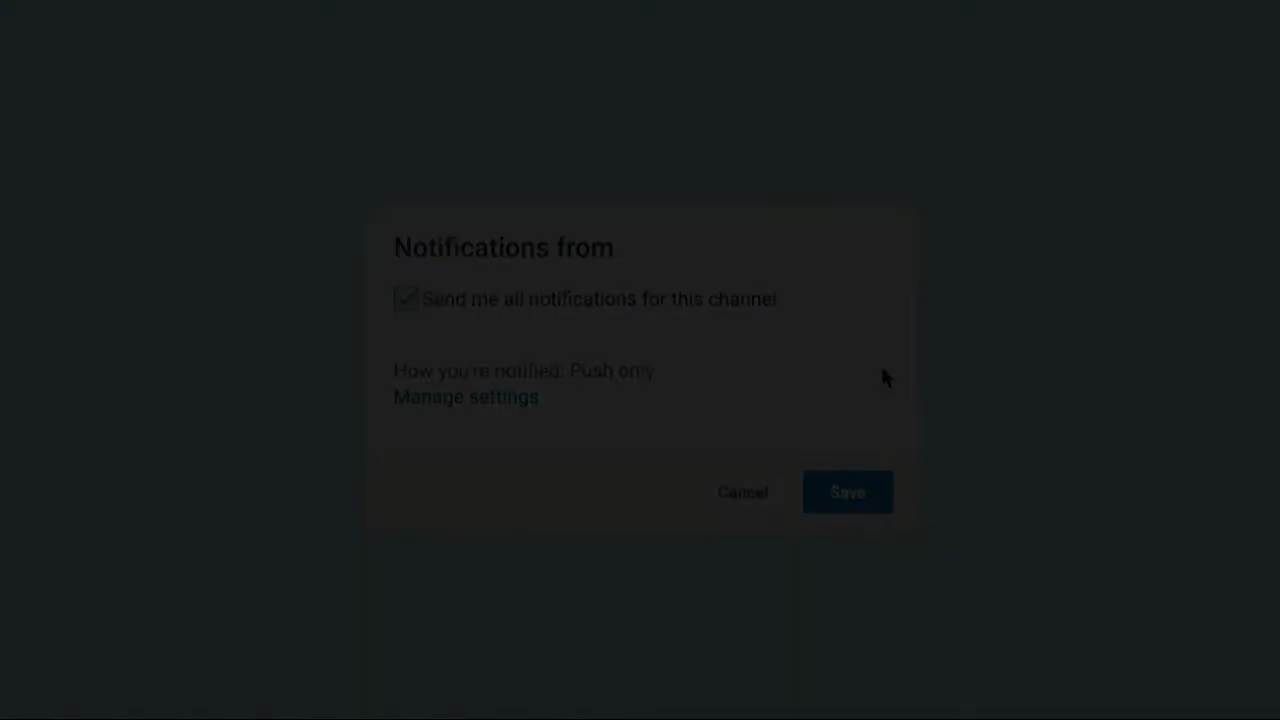 Notifications from
Send me all notifications for this channel
How you're notified: Push only
Manage settings
Cancel
Save